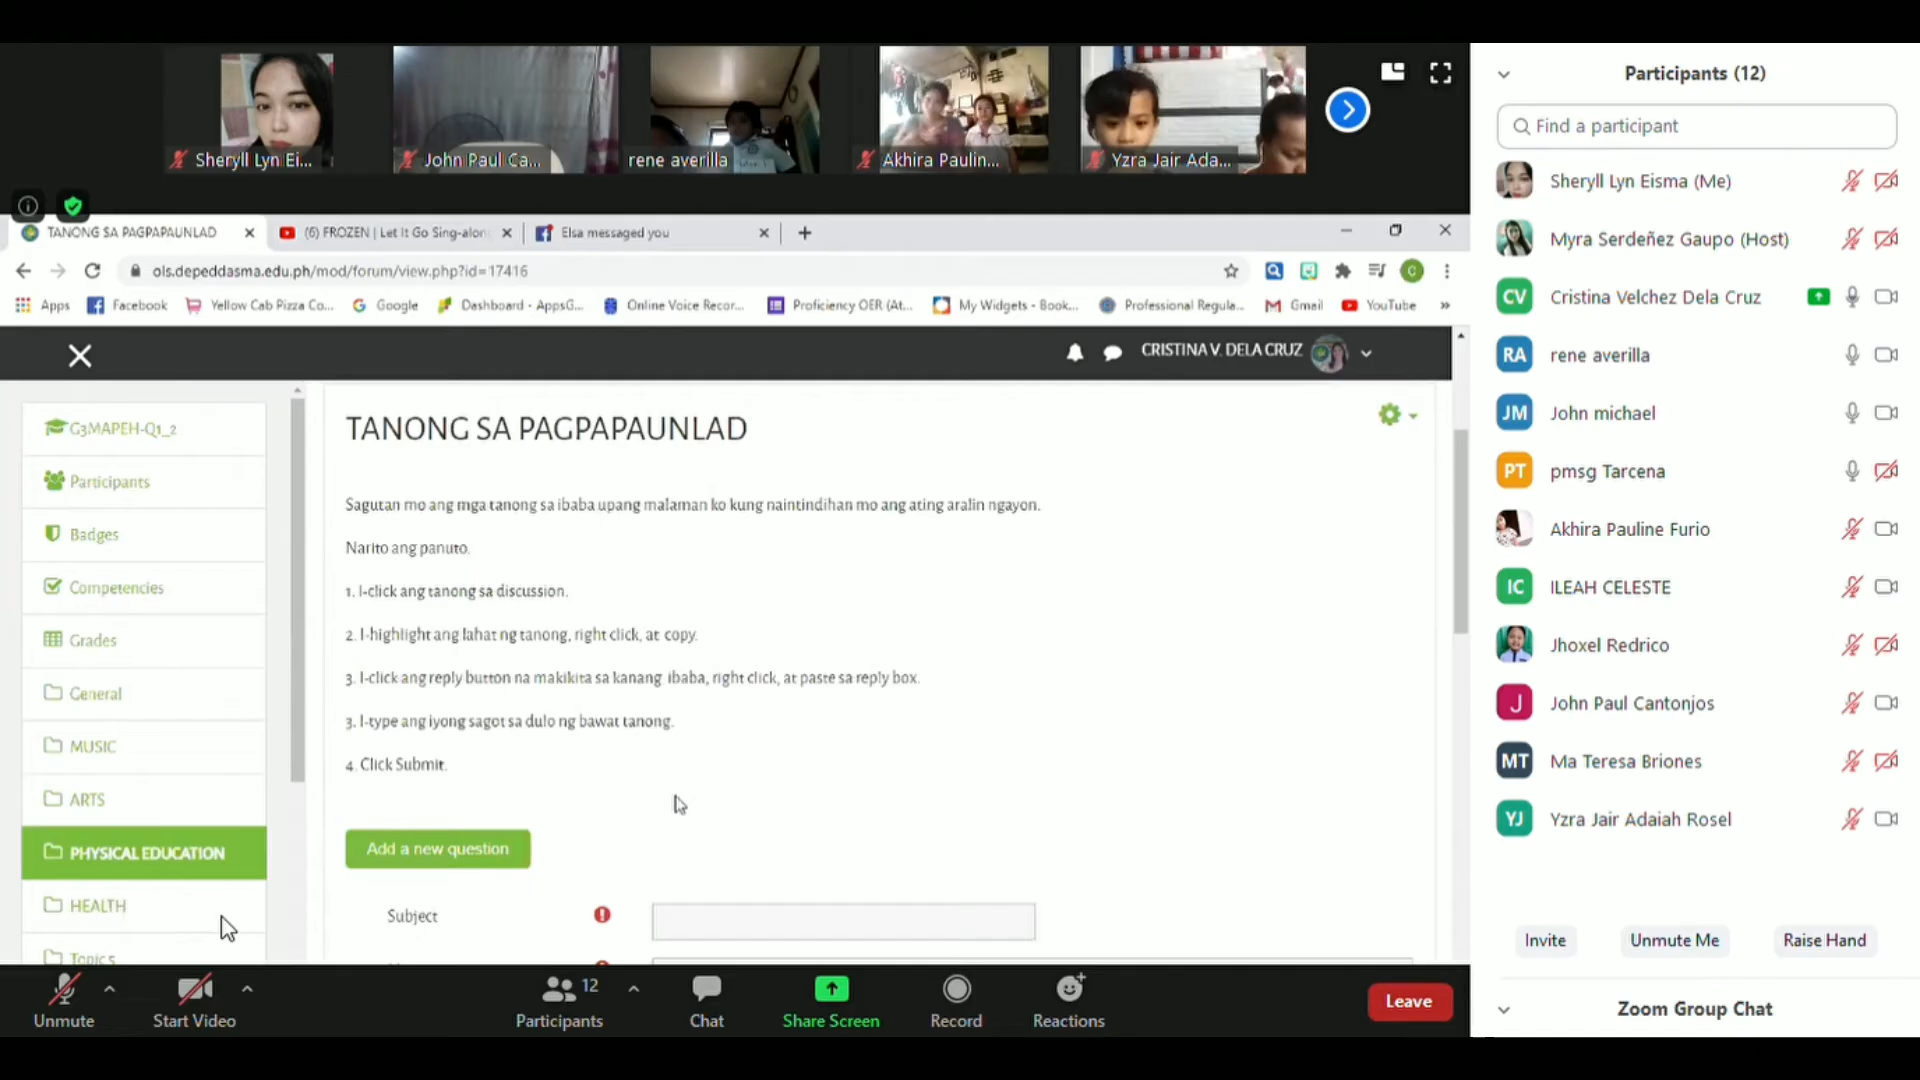 Sheryll Lyn Ei...
John Paul Ca...
rene averilla
Akhira Paulin...
Yzra Jair Ada...
TANONG SA PAGPAPAUNLAD
(6) FROZEN | Let It Go Sing-along
Elsa messaged you
ols.depeddasma.edu.ph/mod/forum/view.php?id=17416
C
Apps
Facebook
Yellow Cab Pizza Co...
Google
Dashboard - AppsG...
Online Voice Recor...
Proficiency OER (At...
My Widgets - Book...
Professional Regula...
Gmail
YouTube
»
CRISTINA V. DELA CRUZ
G3MAPEH-Q1_2
Participants
Badges
Competencies
Grades
General
MUSIC
ARTS
PHYSICAL EDUCATION
HEALTH
Topics
TANONG SA PAGPAPAUNLAD
Sagutan mo ang mga tanong sa ibaba upang malaman ko kung naintindihan mo ang ating aralin ngayon.
Narito ang panuto.
1. I-click ang tanong sa discussion.
2. I-highlight ang lahat ng tanong, right click, at copy.
3. I-click ang reply button na makikita sa kanang ibaba, right click, at paste sa reply box.
3. I-type ang iyong sagot sa dulo ng bawat tanong.
4. Click Submit.
Add a new question
Subject
Unmute
Start Video
12
Participants
Chat
Share Screen
Record
Reactions
Leave
Participants (12)
Find a participant
Sheryll Lyn Eisma (Me)
Myra Serdeñez Gaupo (Host)
CV Cristina Velchez Dela Cruz
RA rene averilla
JM John michael
PT pmsg Tarcena
Akhira Pauline Furio
IC ILEAH CELESTE
Jhoxel Redrico
J John Paul Cantonjos
MT Ma Teresa Briones
YJ Yzra Jair Adaiah Rosel
Invite
Unmute Me
Raise Hand
Zoom Group Chat